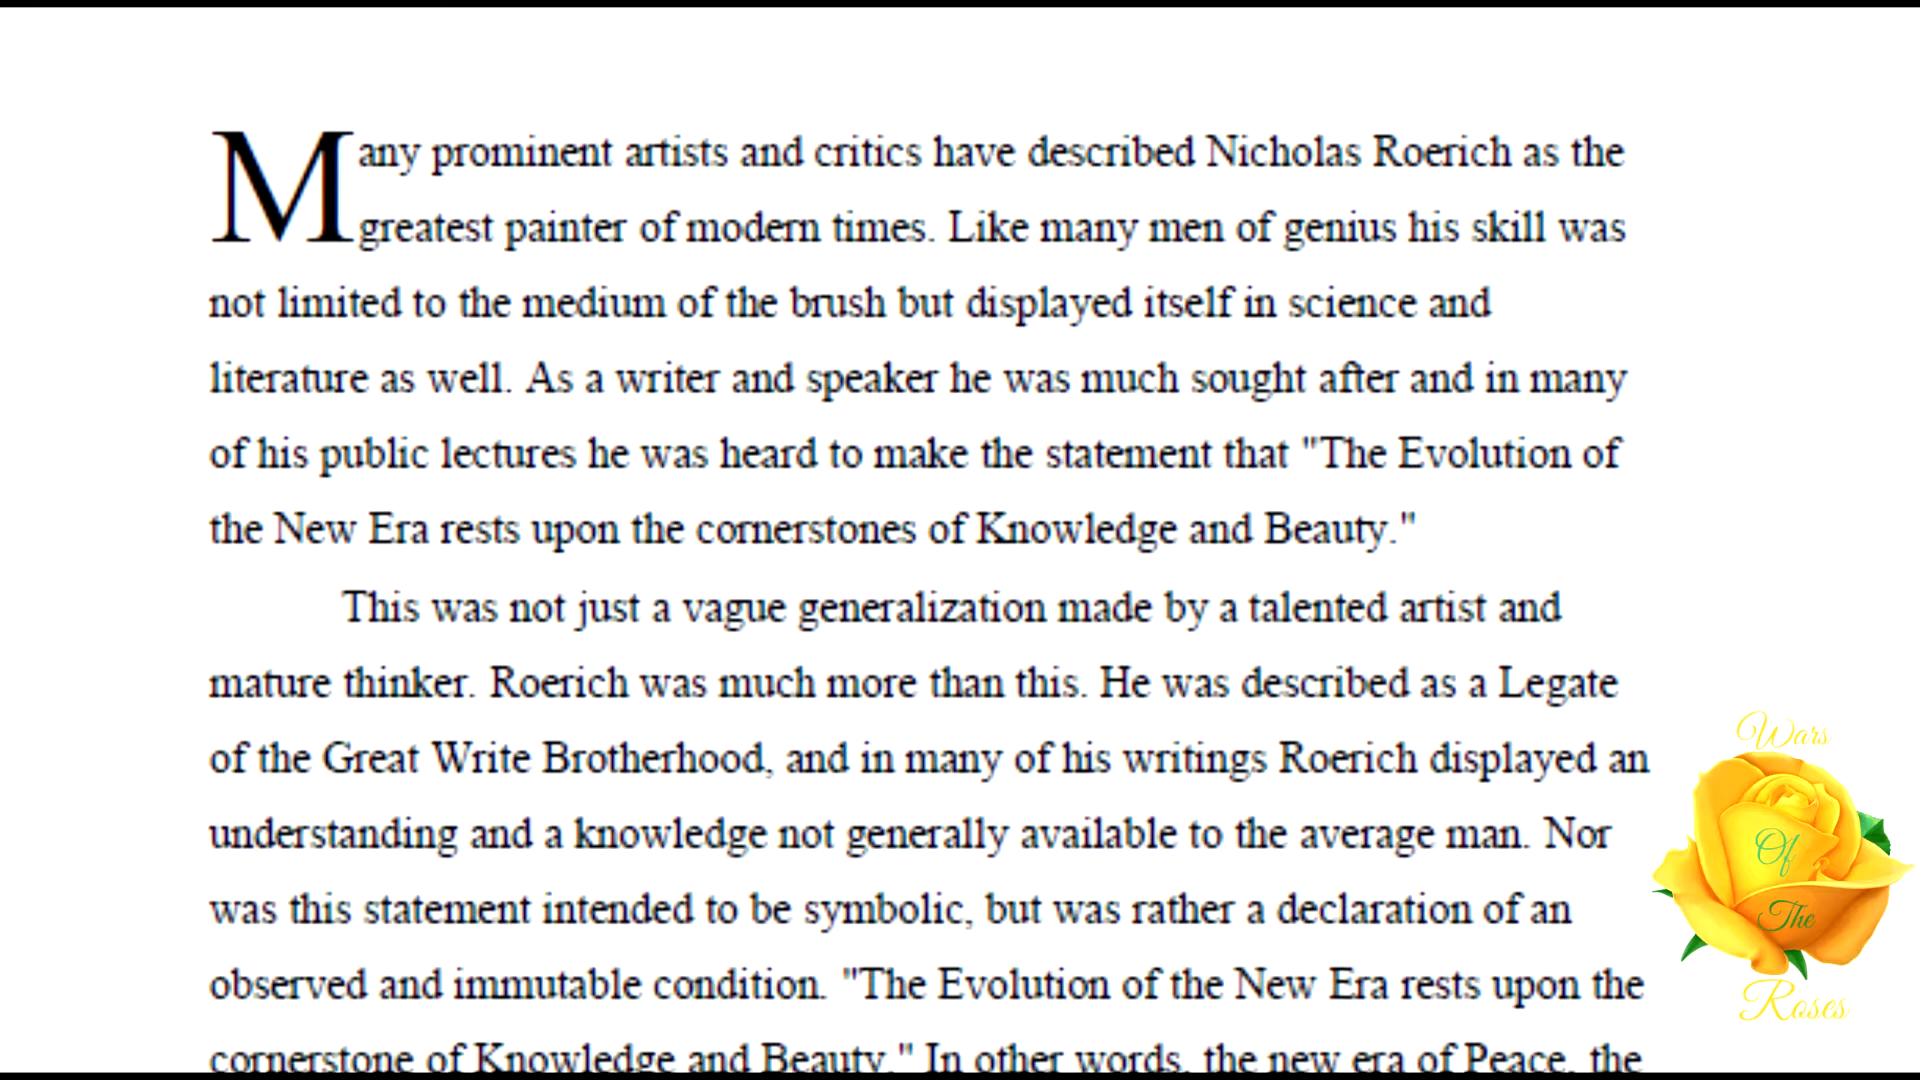 Many prominent artists and critics have described Nicholas Roerich as the
greatest painter of modern times. Like many men of genius his skill was
not limited to the medium of the brush but displayed itself in science and
literature as well. As a writer and speaker he was much sought after and in many
of his public lectures he was heard to make the statement that "The Evolution of
the New Era rests upon the cornerstones of Knowledge and Beauty."
This was not just a vague generalization made by a talented artist and
mature thinker. Roerich was much more than this. He was described as a Legate
of the Great Write Brotherhood, and in many of his writings Roerich displayed an
understanding and a knowledge not generally available to the average man. Nor
was this statement intended to be symbolic, but was rather a declaration of an
observed and immutable condition. "The Evolution of the New Era rests upon the
cornerstone of Knowledge and Beauty." In other words, the new era of Peace, the
Wars
Of
The
Roses